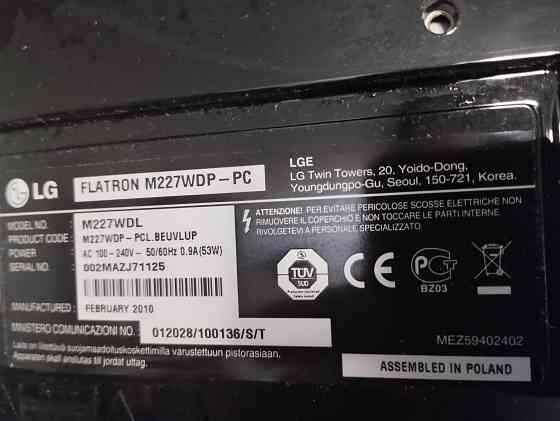 LG
FLATRON M227WDP-PC
LGE
LG Twin Towers, 20, Yoido-Dong,
Youngdungpo-Gu, Seoul, 150-721, Korea.
MODEL NO. M227WDL
PRODUCT CODE : M227WDP-PCL.BEUVLUP
POWER AC 100-240V~ 50/60Hz 0.9A(53W)
SERIAL NO. 002MAZJ71125
MANUFACTURED : FEBRUARY 2010
MINISTERO COMUNICAZIONI NO. 012028/100136/S/T
ATTENZIONE! PER EVITARE PERICOLOSE SCOSSE ELETTRICHE NON
RIMUOVERE IL COPERCHIO E NON TOCCARE LE PARTI INTERNE.
RIVOLGETEVI A PERSONALE SPECIALIZZATO.
TÜV
SÜD
CE
PG
BZ03
Laite on liitettävä suojamaadoituskoskettimilla varustettuun pistorasiaan.
Apparaten skall anslutas till jordat uttag.
MEZ59402402
ASSEMBLED IN POLAND